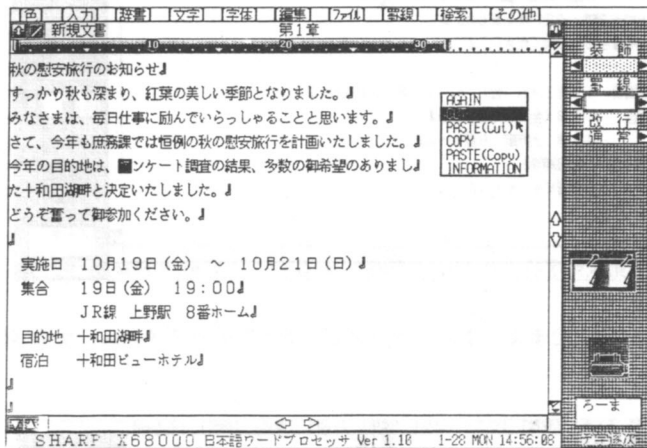 [色] [入力] [辞書] [文字] [字体] [編集] [ファイル] [罫線] [検索] [その他]
新規文書 第1章
10 20 30
秋の慰安旅行のお知らせ
すっかり秋も深まり、紅葉の美しい季節となりました。
みなさまは、毎日仕事に励んでいらっしゃることと思います。
さて、今年も庶務課では恒例の秋の慰安旅行を計画いたしました。
今年の目的地は、ンケート調査の結果、多数の御希望のありまし
た十和田湖畔と決定いたしました。
どうぞ奮って御参加ください。
実施日 10月19日(金) ~ 10月21日(日)
集合 19日(金) 19:00
JR線 上野駅 8番ホーム
目的地 十和田湖畔
宿泊 十和田ビューホテル
AGAIN
CUT
PASTE(Cut)
COPY
PASTE(Copy)
INFORMATION
装飾
罫線
改行
通常
ろーま
SHARP X68000 日本語ワードプロセッサ Ver 1.10 1-28 MON 14:56:08